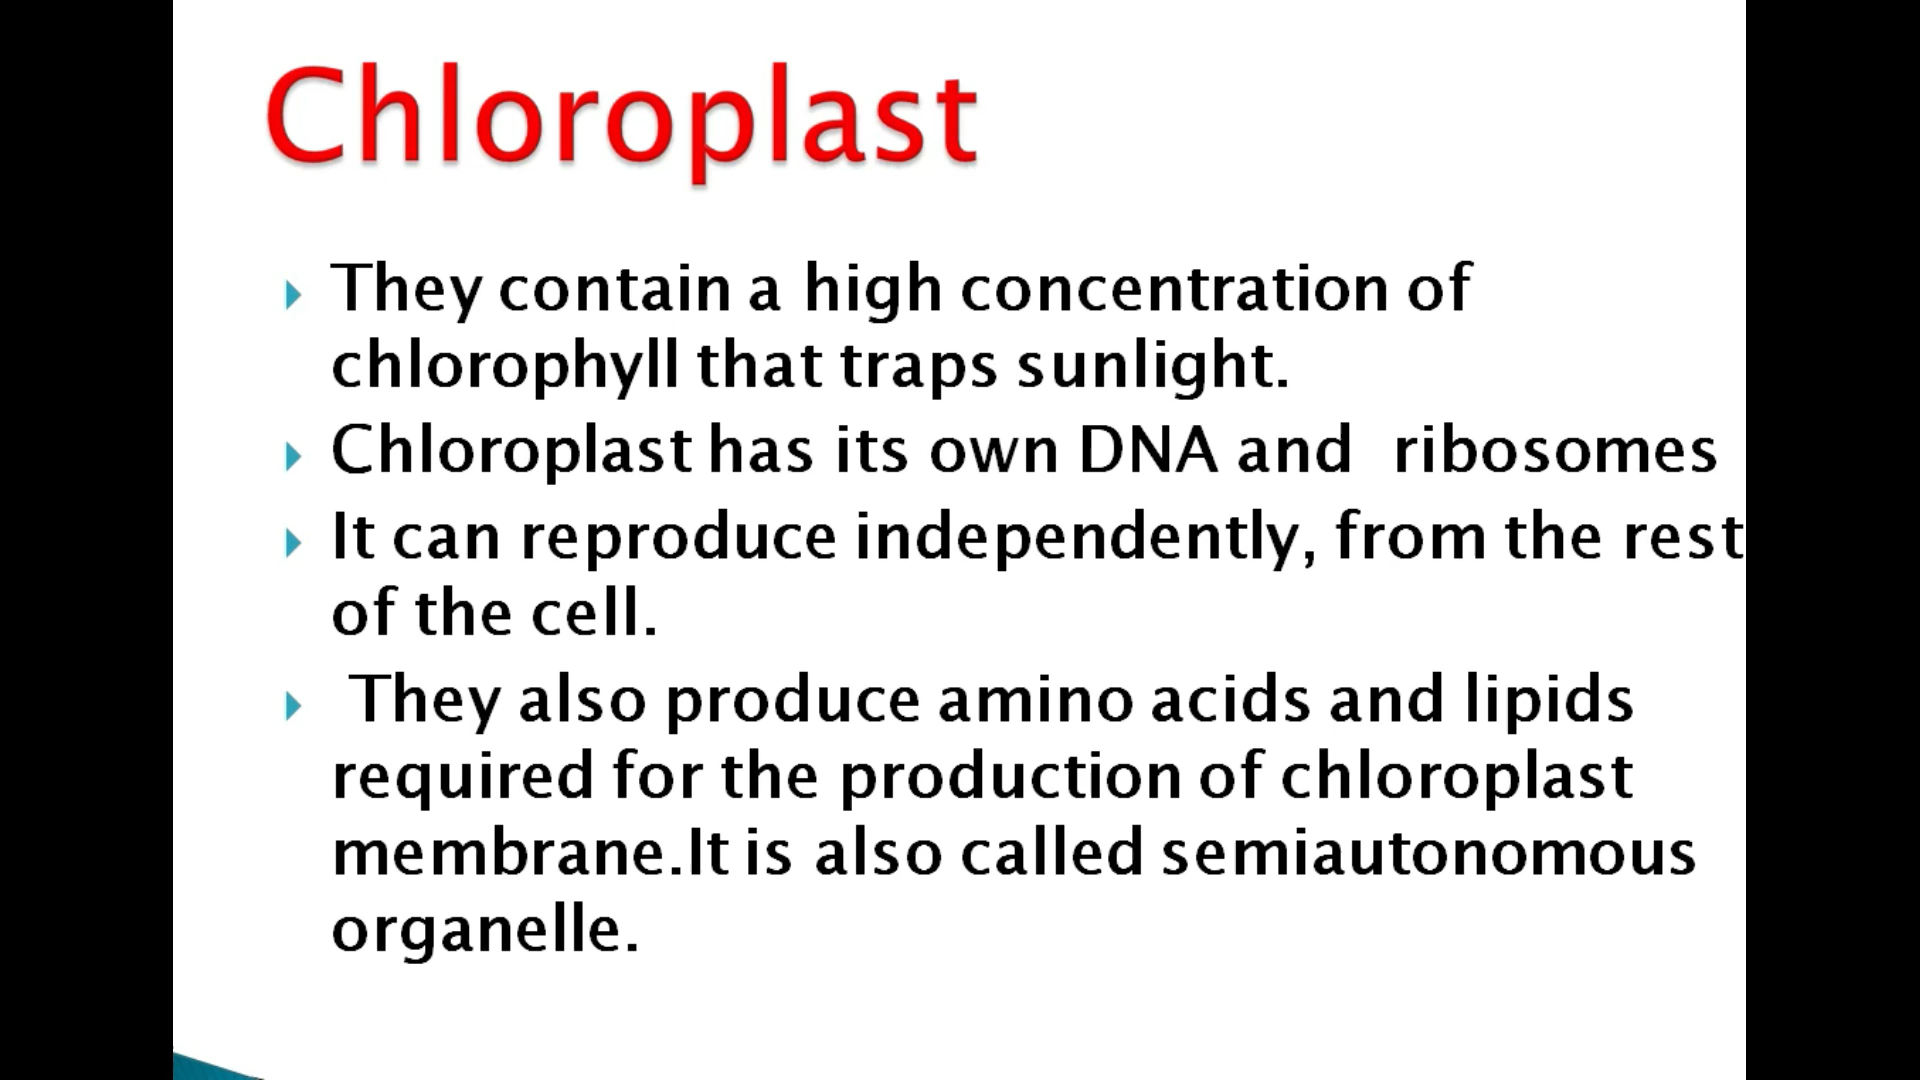 Chloroplast
They contain a high concentration of
chlorophyll that traps sunlight.
Chloroplast has its own DNA and  ribosomes
It can reproduce independently, from the rest
of the cell.
They also produce amino acids and lipids
required for the production of chloroplast
membrane.It is also called semiautonomous
organelle.